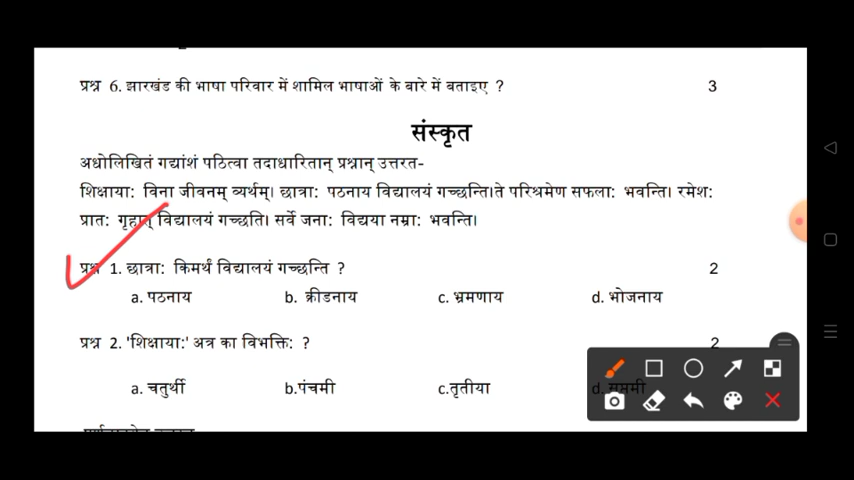 प्रश्न 6. झारखंड की भाषा परिवार में शामिल भाषाओं के बारे में बताइए ? 3
संस्कृत
अधोलिखितं गद्यांशं पठित्वा तदाधारितान् प्रश्नान् उत्तरत-
शिक्षाया: विना जीवनम् व्यर्थम्। छात्रा: पठनाय विद्यालयं गच्छन्ति।ते परिश्रमेण सफला: भवन्ति। रमेश:
प्रात: गृहात् विद्यालयं गच्छति। सर्वे जना: विद्यया नम्रा: भवन्ति।
प्रश्न 1. छात्रा: किमर्थं विद्यालयं गच्छन्ति ? 2
a. पठनाय b. क्रीडनाय c. भ्रमणाय d. भोजनाय
प्रश्न 2. 'शिक्षाया:' अत्र का विभक्ति: ? 2
a. चतुर्थी b.पंचमी c.तृतीया d. सप्तमी